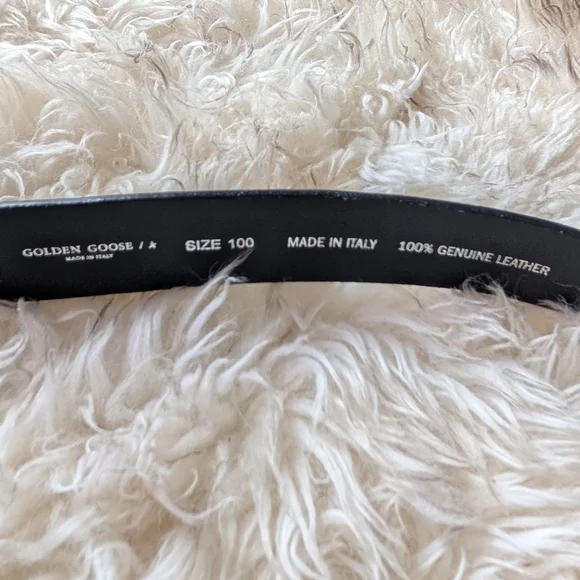 GOLDEN GOOSE / ★
MADE IN ITALY
SIZE 100
MADE IN ITALY
100% GENUINE LEATHER